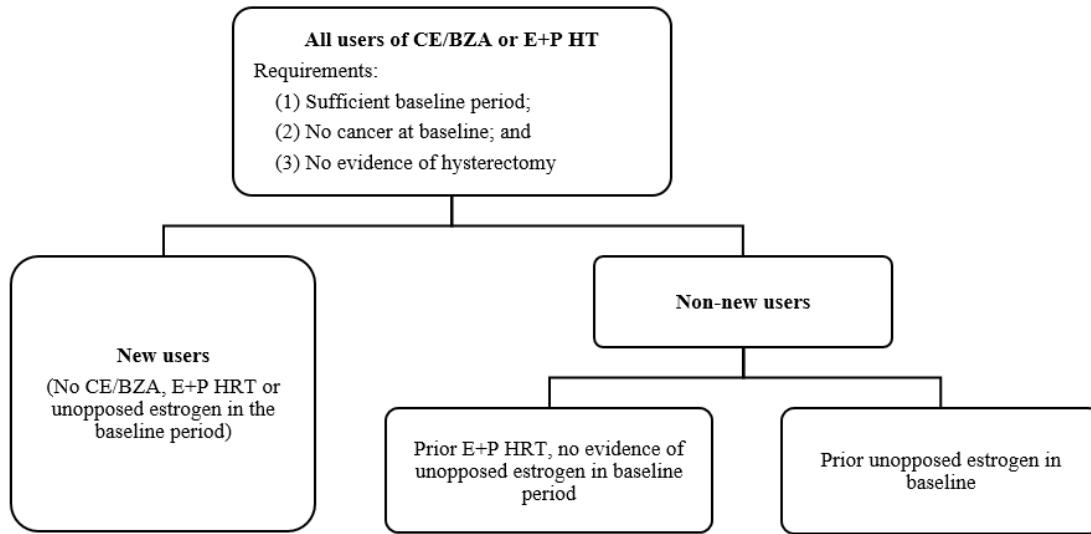 All users of CE/BZA or E+P HT
Requirements:
(1) Sufficient baseline period;
(2) No cancer at baseline; and
(3) No evidence of hysterectomy
New users
(No CE/BZA, E+P HRT or
unopposed estrogen in the
baseline period)
Non-new users
Prior E+P HRT, no evidence of
unopposed estrogen in baseline
period
Prior unopposed estrogen in
baseline